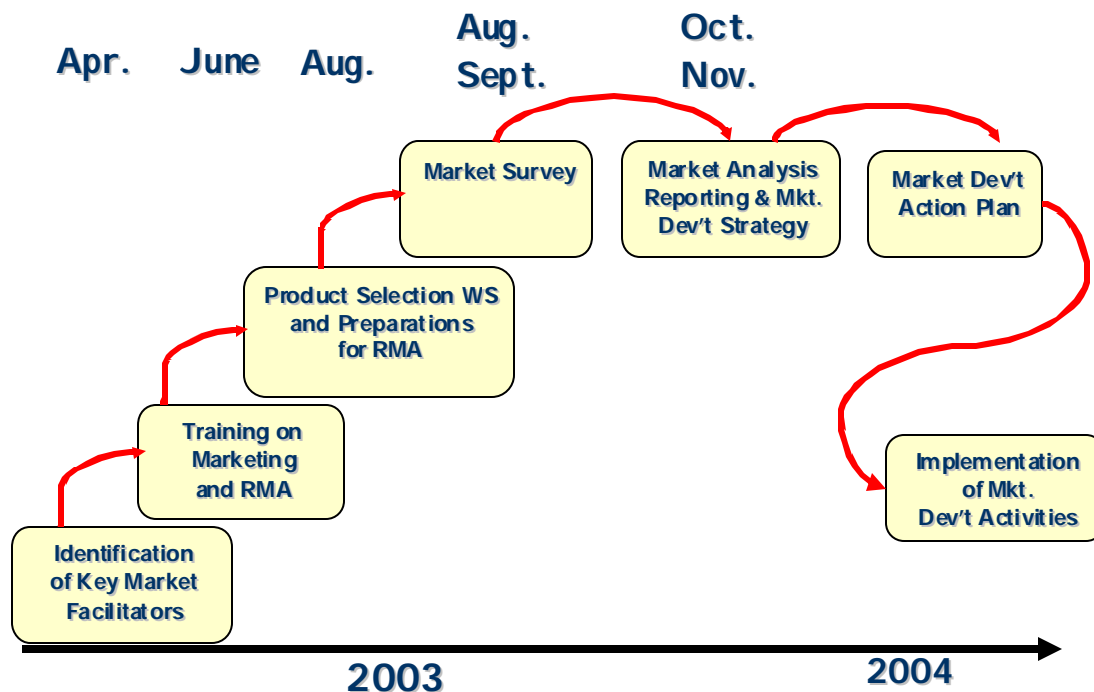 Apr. June Aug.
Aug.
Sept.
Oct.
Nov.
Market Survey
Market Analysis
Reporting & Mkt.
Dev't Strategy
Market Dev't
Action Plan
Product Selection WS
and Preparations
for RMA
Training on
Marketing
and RMA
Implementation
of Mkt.
Dev't Activities
Identification
of Key Market
Facilitators
2003
2004